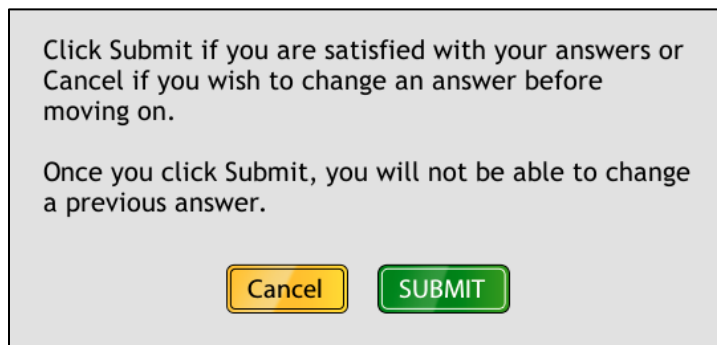 Click Submit if you are satisfied with your answers or
Cancel if you wish to change an answer before
moving on.
Once you click Submit, you will not be able to change
a previous answer.
Cancel
SUBMIT